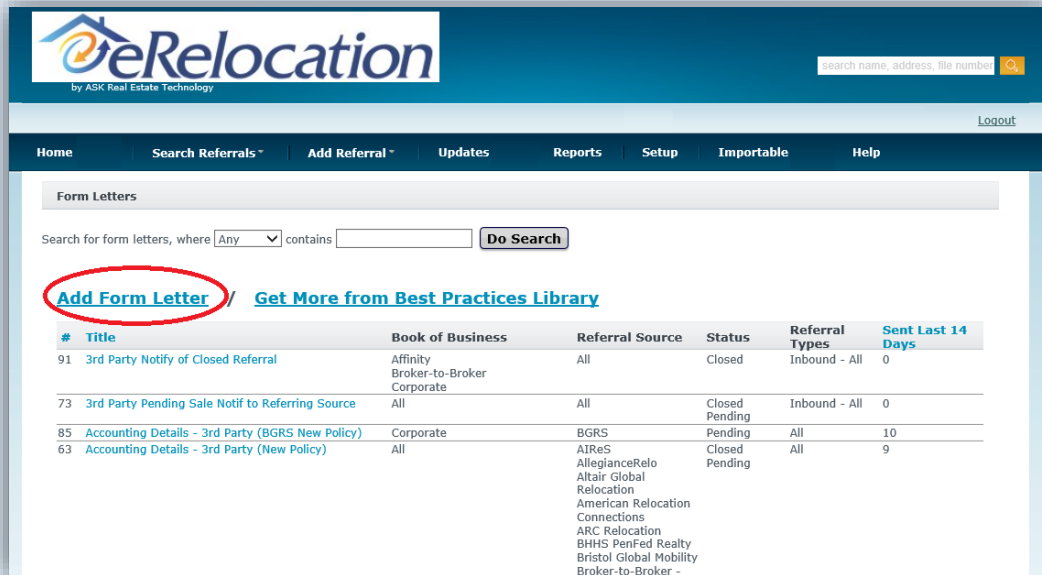 eRelocation
by ASK Real Estate Technology
search name, address, file number
Logout
Home Search Referrals Add Referral Updates Reports Setup Importable Help
Form Letters
Search for form letters, where Any contains Do Search
Add Form Letter / Get More from Best Practices Library
# Title Book of Business Referral Source Status Referral Types Sent Last 14 Days
91 3rd Party Notify of Closed Referral Affinity All Closed Inbound - All 0
Broker-to-Broker
Corporate
73 3rd Party Pending Sale Notif to Referring Source All All Closed Inbound - All 0
Pending
85 Accounting Details - 3rd Party (BGRS New Policy) Corporate BGRS Pending All 10
63 Accounting Details - 3rd Party (New Policy) All AIReS Closed All 9
AllegianceRelo Pending
Altair Global
Relocation
American Relocation
Connections
ARC Relocation
BHHS PenFed Realty
Bristol Global Mobility
Broker-to-Broker -